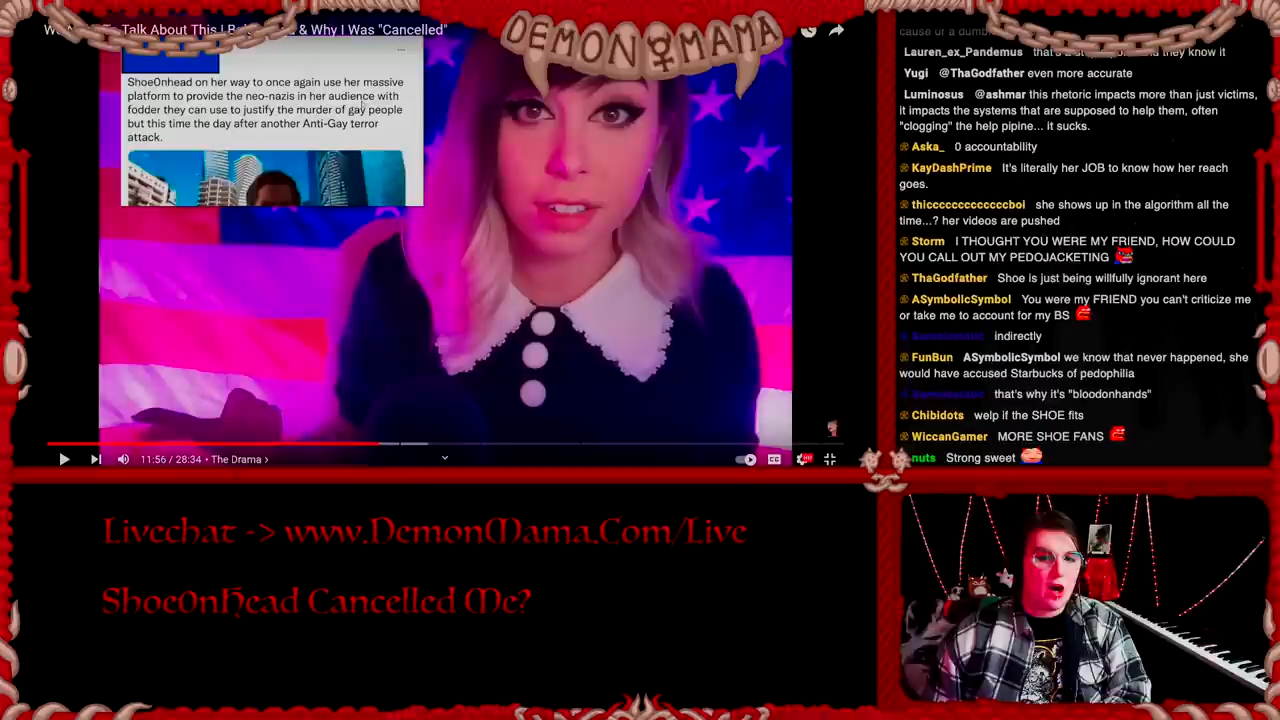 Talk About This |
& Why I Was "Cancelled"
DEMON MAMA
Shoe0nhead on her way to once again use her massive
platform to provide the neo-nazis in her audience with
fodder they can use to justify the murder of gay people
but this time the day after another Anti-Gay terror
attack.
11:56 / 28:34 • The Drama ›
cause ur a
Lauren_ex_Pandemus that's a they know it
Yugi @ThaGodfather even more accurate
Luminosus @ashmar this rhetoric impacts more than just victims,
it impacts the systems that are supposed to help them, often
"clogging" the help pipine... it sucks.
Aska_ 0 accountability
KayDashPrime It's literally her JOB to know how her reach
goes.
thicccccccccccccboi she shows up in the algorithm all the
time...? her videos are pushed
Storm I THOUGHT YOU WERE MY FRIEND, HOW COULD
YOU CALL OUT MY PEDOJACKETING
ThaGodfather Shoe is just being willfully ignorant here
ASymbolicSymbol You were my FRIEND you can't criticize me
or take me to account for my BS
indirectly
FunBun ASymbolicSymbol we know that never happened, she
would have accused Starbucks of pedophilia
that's why it's "bloodonhands"
Chibidots welp if the SHOE fits
WiccanGamer MORE SHOE FANS
nuts Strong sweet
Livechat -> www.DemonMama.Com/Live
Shoe0nHead Cancelled Me?